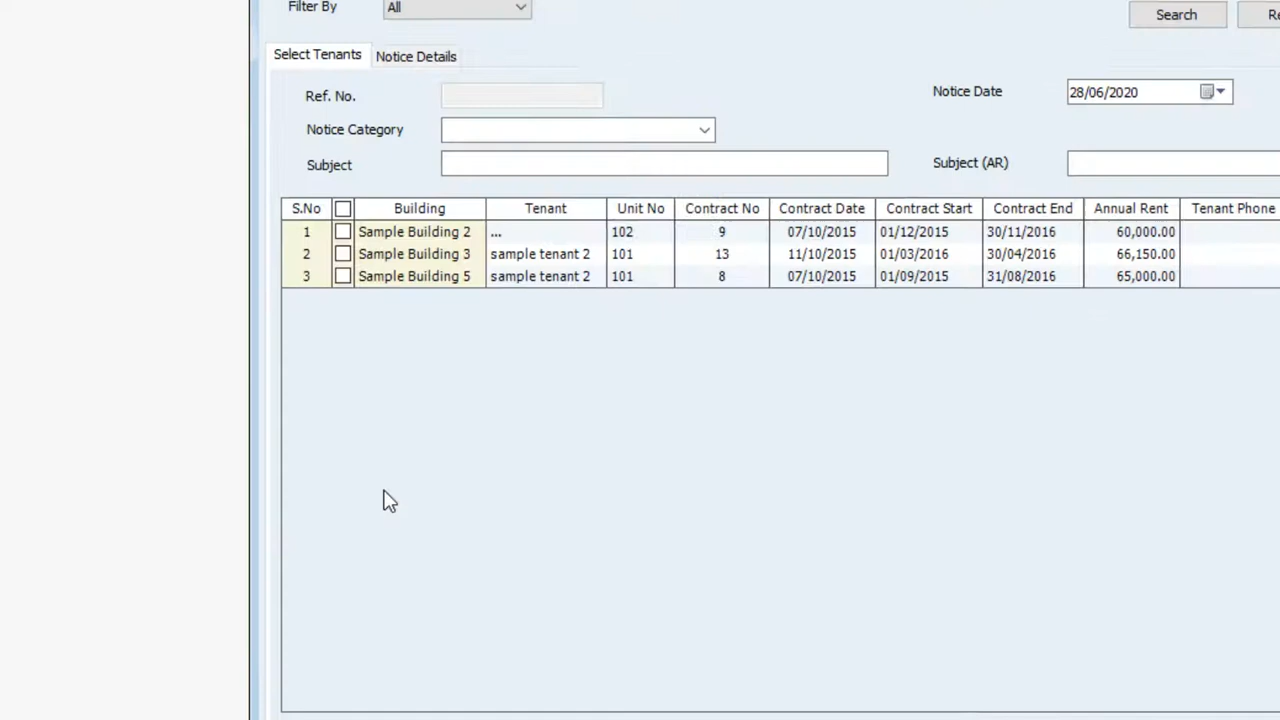 Filter By All
Search Re
Select Tenants Notice Details
Ref. No. Notice Date 28/06/2020
Notice Category
Subject Subject (AR)
S.No Building Tenant Unit No Contract No Contract Date Contract Start Contract End Annual Rent Tenant Phone
1 Sample Building 2 ... 102 9 07/10/2015 01/12/2015 30/11/2016 60,000.00
2 Sample Building 3 sample tenant 2 101 13 11/10/2015 01/03/2016 30/04/2016 66,150.00
3 Sample Building 5 sample tenant 2 101 8 07/10/2015 01/09/2015 31/08/2016 65,000.00